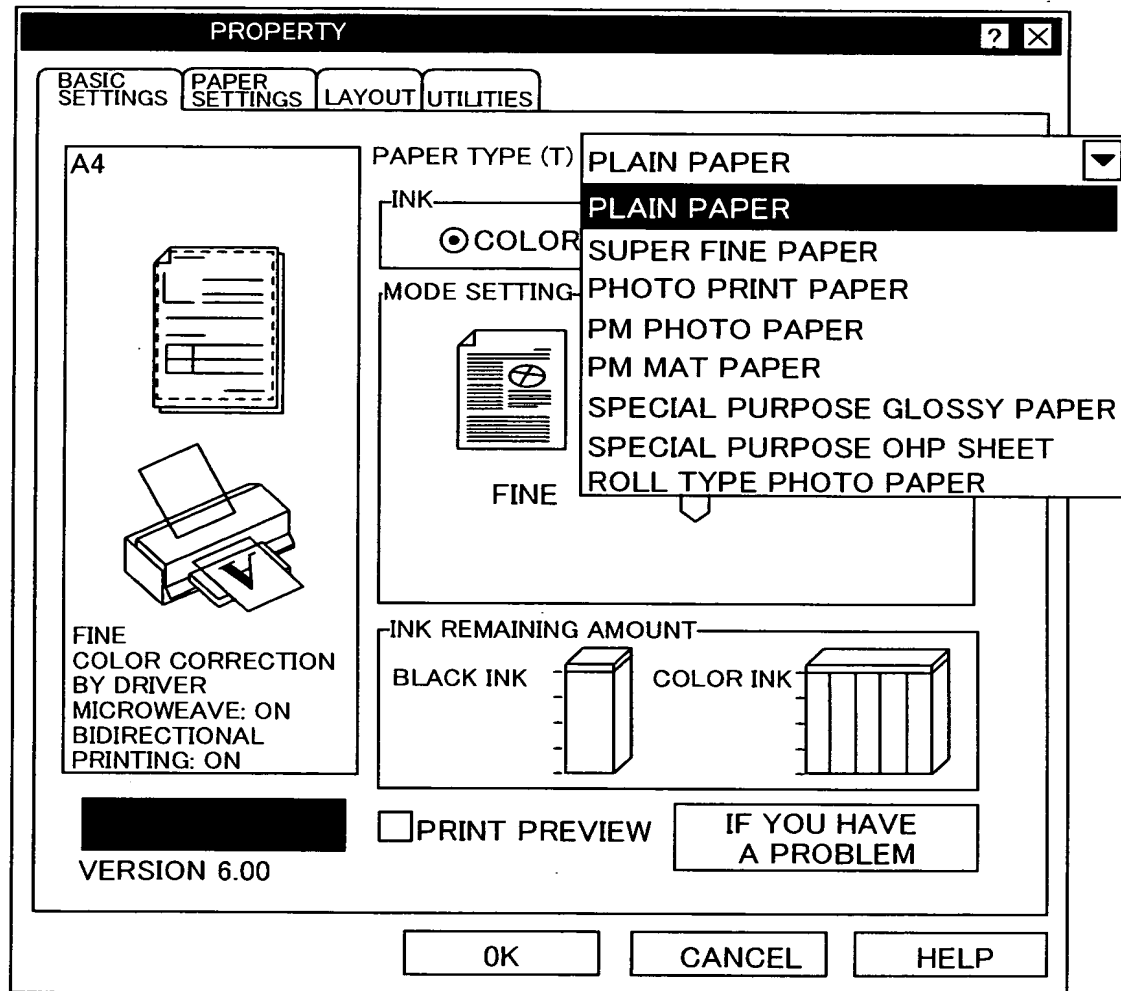 PROPERTY
?
BASIC
SETTINGS
PAPER
SETTINGS
LAYOUT
UTILITIES
A4
PAPER TYPE (T)
PLAIN PAPER
PLAIN PAPER
SUPER FINE PAPER
PHOTO PRINT PAPER
PM PHOTO PAPER
PM MAT PAPER
SPECIAL PURPOSE GLOSSY PAPER
SPECIAL PURPOSE OHP SHEET
ROLL TYPE PHOTO PAPER
INK
COLOR
MODE SETTING
FINE
FINE
COLOR CORRECTION
BY DRIVER
MICROWEAVE: ON
BIDIRECTIONAL
PRINTING: ON
INK REMAINING AMOUNT
BLACK INK
COLOR INK
VERSION 6.00
PRINT PREVIEW
IF YOU HAVE
A PROBLEM
0K
CANCEL
HELP